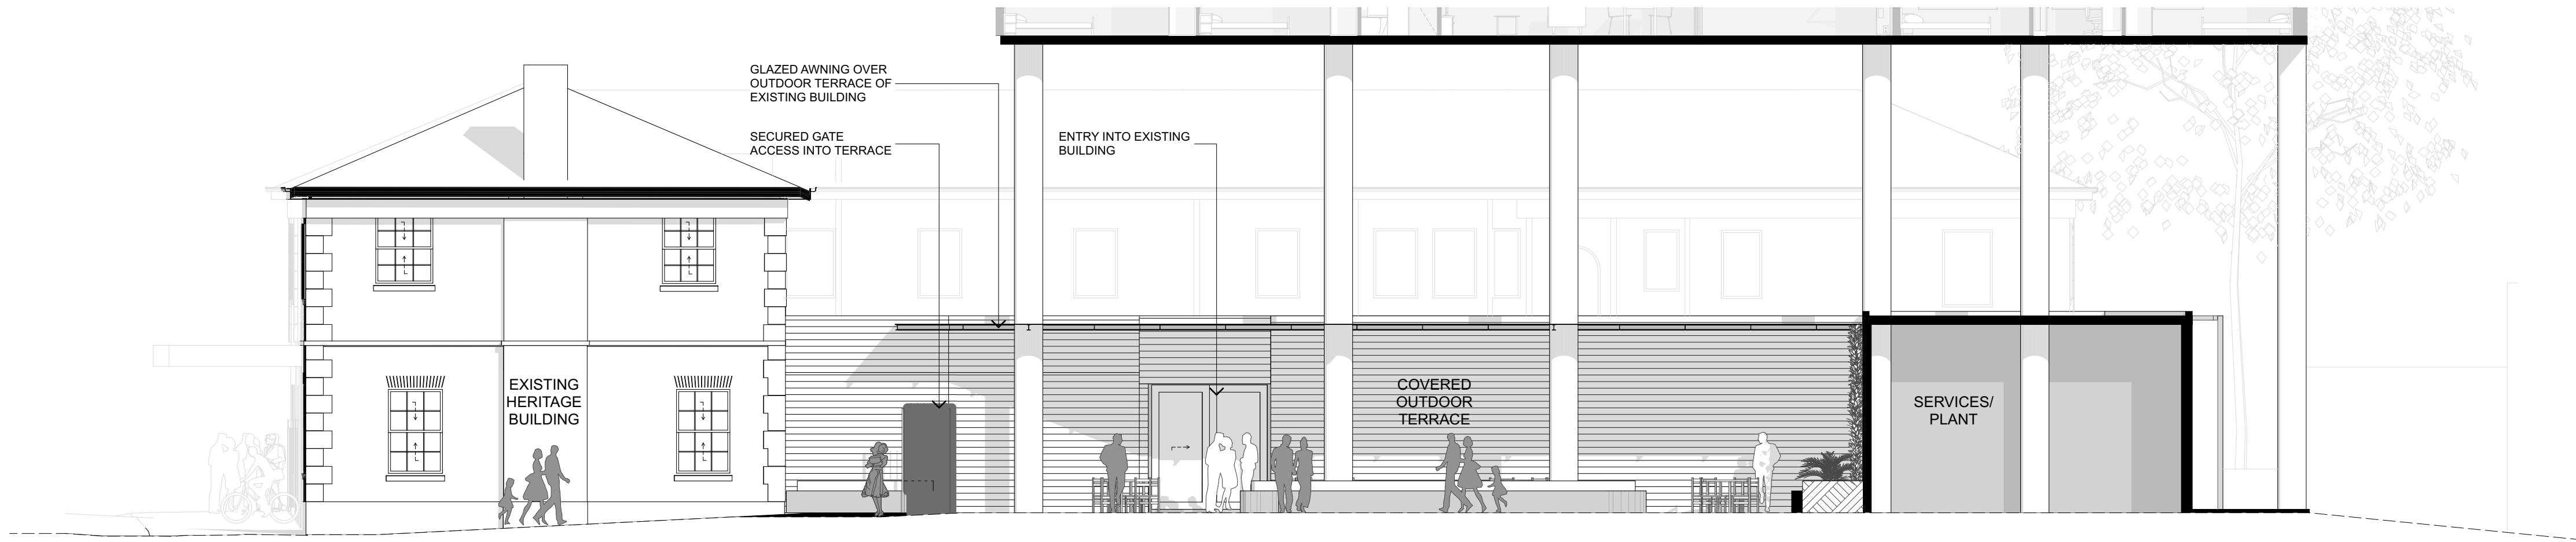 GLAZED AWNING OVER
OUTDOOR TERRACE OF
EXISTING BUILDING
SECURED GATE
ACCESS INTO TERRACE
ENTRY INTO EXISTING
BUILDING
EXISTING
HERITAGE
BUILDING
COVERED
OUTDOOR
TERRACE
SERVICES/
PLANT